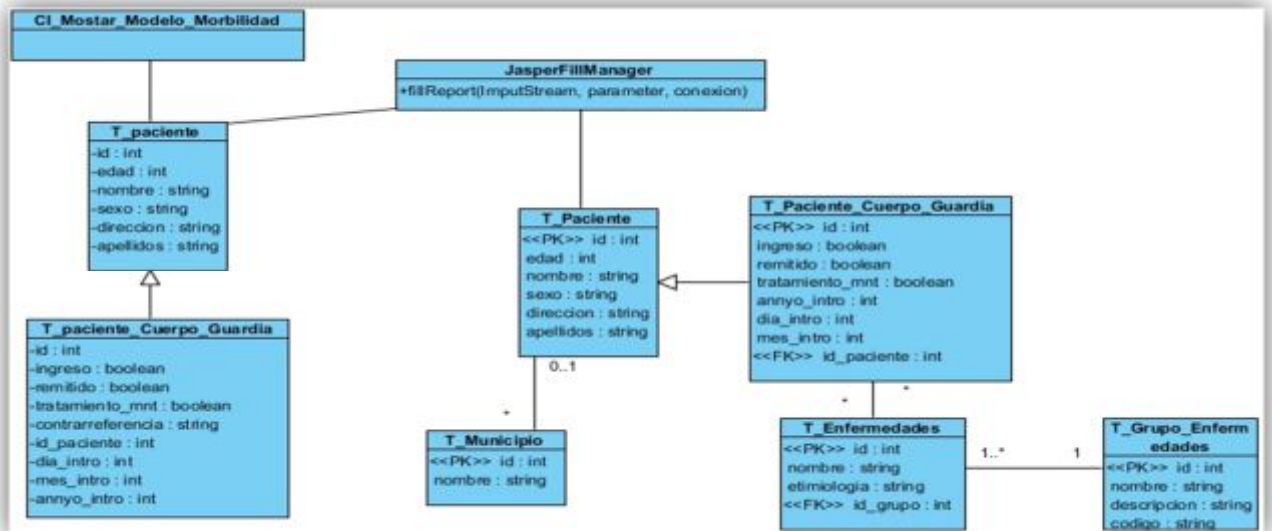 CI_Mostar_Modelo_Morbilidad
JasperFillManager
+fillReport(ImputStream, parameter, conexion)
T_paciente
-id : int
-edad : int
-nombre : string
-sexo : string
-direccion : string
-apellidos : string
T_paciente_Cuerpo_Guardia
-id : int
-ingreso : boolean
-remitido : boolean
-tratamiento_mnt : boolean
-contrarreferencia : string
-id_paciente : int
-dia_intro : int
-mes_intro : int
-annyo_intro : int
T_Paciente
<<PK>> id : int
edad : int
nombre : string
sexo : string
direccion : string
apellidos : string
0..1
*
T_Municipio
<<PK>> id : int
nombre : string
T_Paciente_Cuerpo_Guardia
<<PK>> id : int
ingreso : boolean
remitido : boolean
tratamiento_mnt : boolean
annyo_intro : int
dia_intro : int
mes_intro : int
<<FK>> id_paciente : int
*
*
T_Enfermedades
<<PK>> id : int
nombre : string
etimiologia : string
<<FK>> id_grupo : int
1..*
1
T_Grupo_Enferm
edades
<<PK>> id : int
nombre : string
descripcion : string
codigo : string